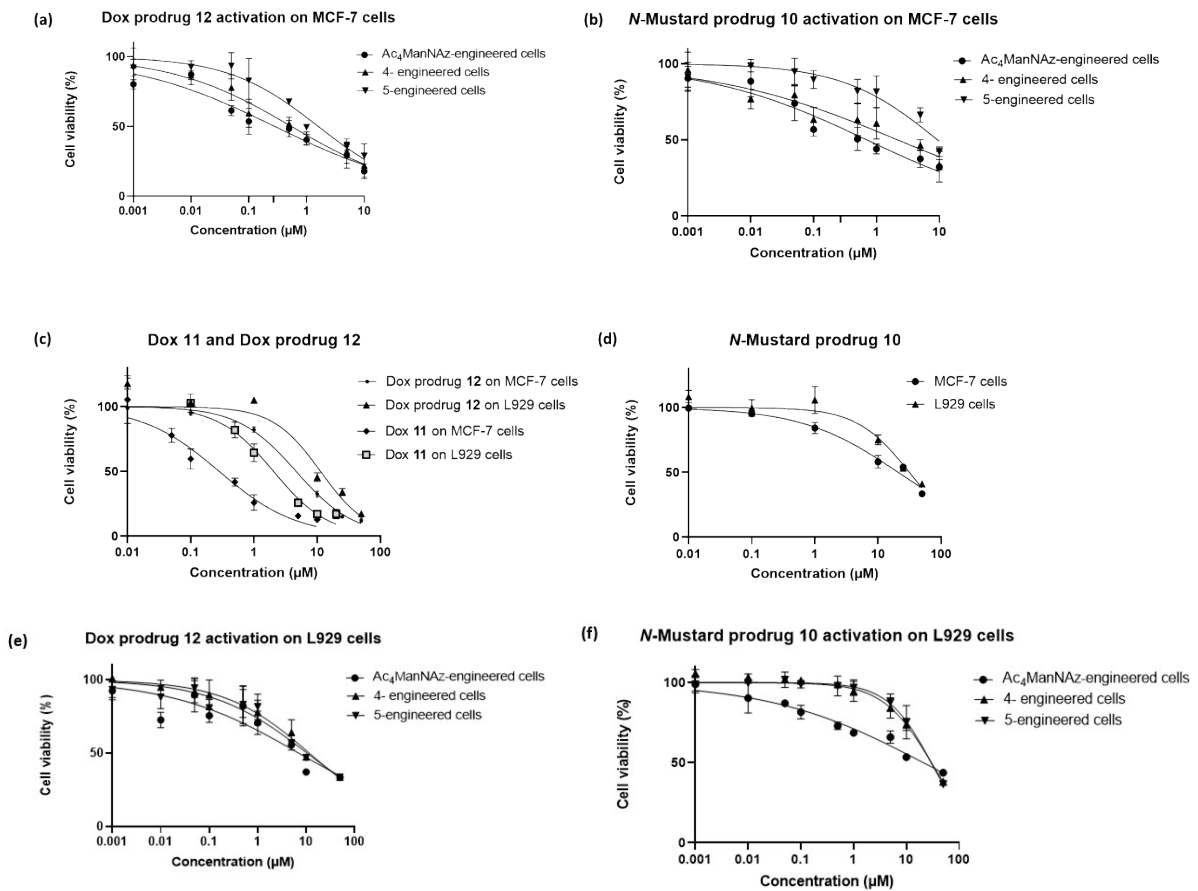 (a)
Dox prodrug 12 activation on MCF-7 cells
Cell viability (%)
100
50
0
0.001 0.01 0.1 1 10
Concentration (µM)
Ac₄ManNAz-engineered cells
4- engineered cells
5-engineered cells
(b)
N-Mustard prodrug 10 activation on MCF-7 cells
Cell viability (%)
100
50
0
0.001 0.01 0.1 1 10
Concentration (µM)
Ac₄ManNAz-engineered cells
4- engineered cells
5-engineered cells
(c)
Dox 11 and Dox prodrug 12
Cell viability (%)
100
50
0
0.01 0.1 1 10 100
Concentration (µM)
Dox prodrug 12 on MCF-7 cells
Dox prodrug 12 on L929 cells
Dox 11 on MCF-7 cells
Dox 11 on L929 cells
(d)
N-Mustard prodrug 10
Cell viability (%)
100
50
0
0.01 0.1 1 10 100
Concentration (µM)
MCF-7 cells
L929 cells
(e)
Dox prodrug 12 activation on L929 cells
Cell viability (%)
100
50
0
0.001 0.01 0.1 1 10 100
Concentration (µM)
Ac₄ManNAz-engineered cells
4- engineered cells
5-engineered cells
(f)
N-Mustard prodrug 10 activation on L929 cells
Cell viability (%)
100
50
0
0.001 0.01 0.1 1 10 100
Concentration (µM)
Ac₄ManNAz-engineered cells
4- engineered cells
5-engineered cells